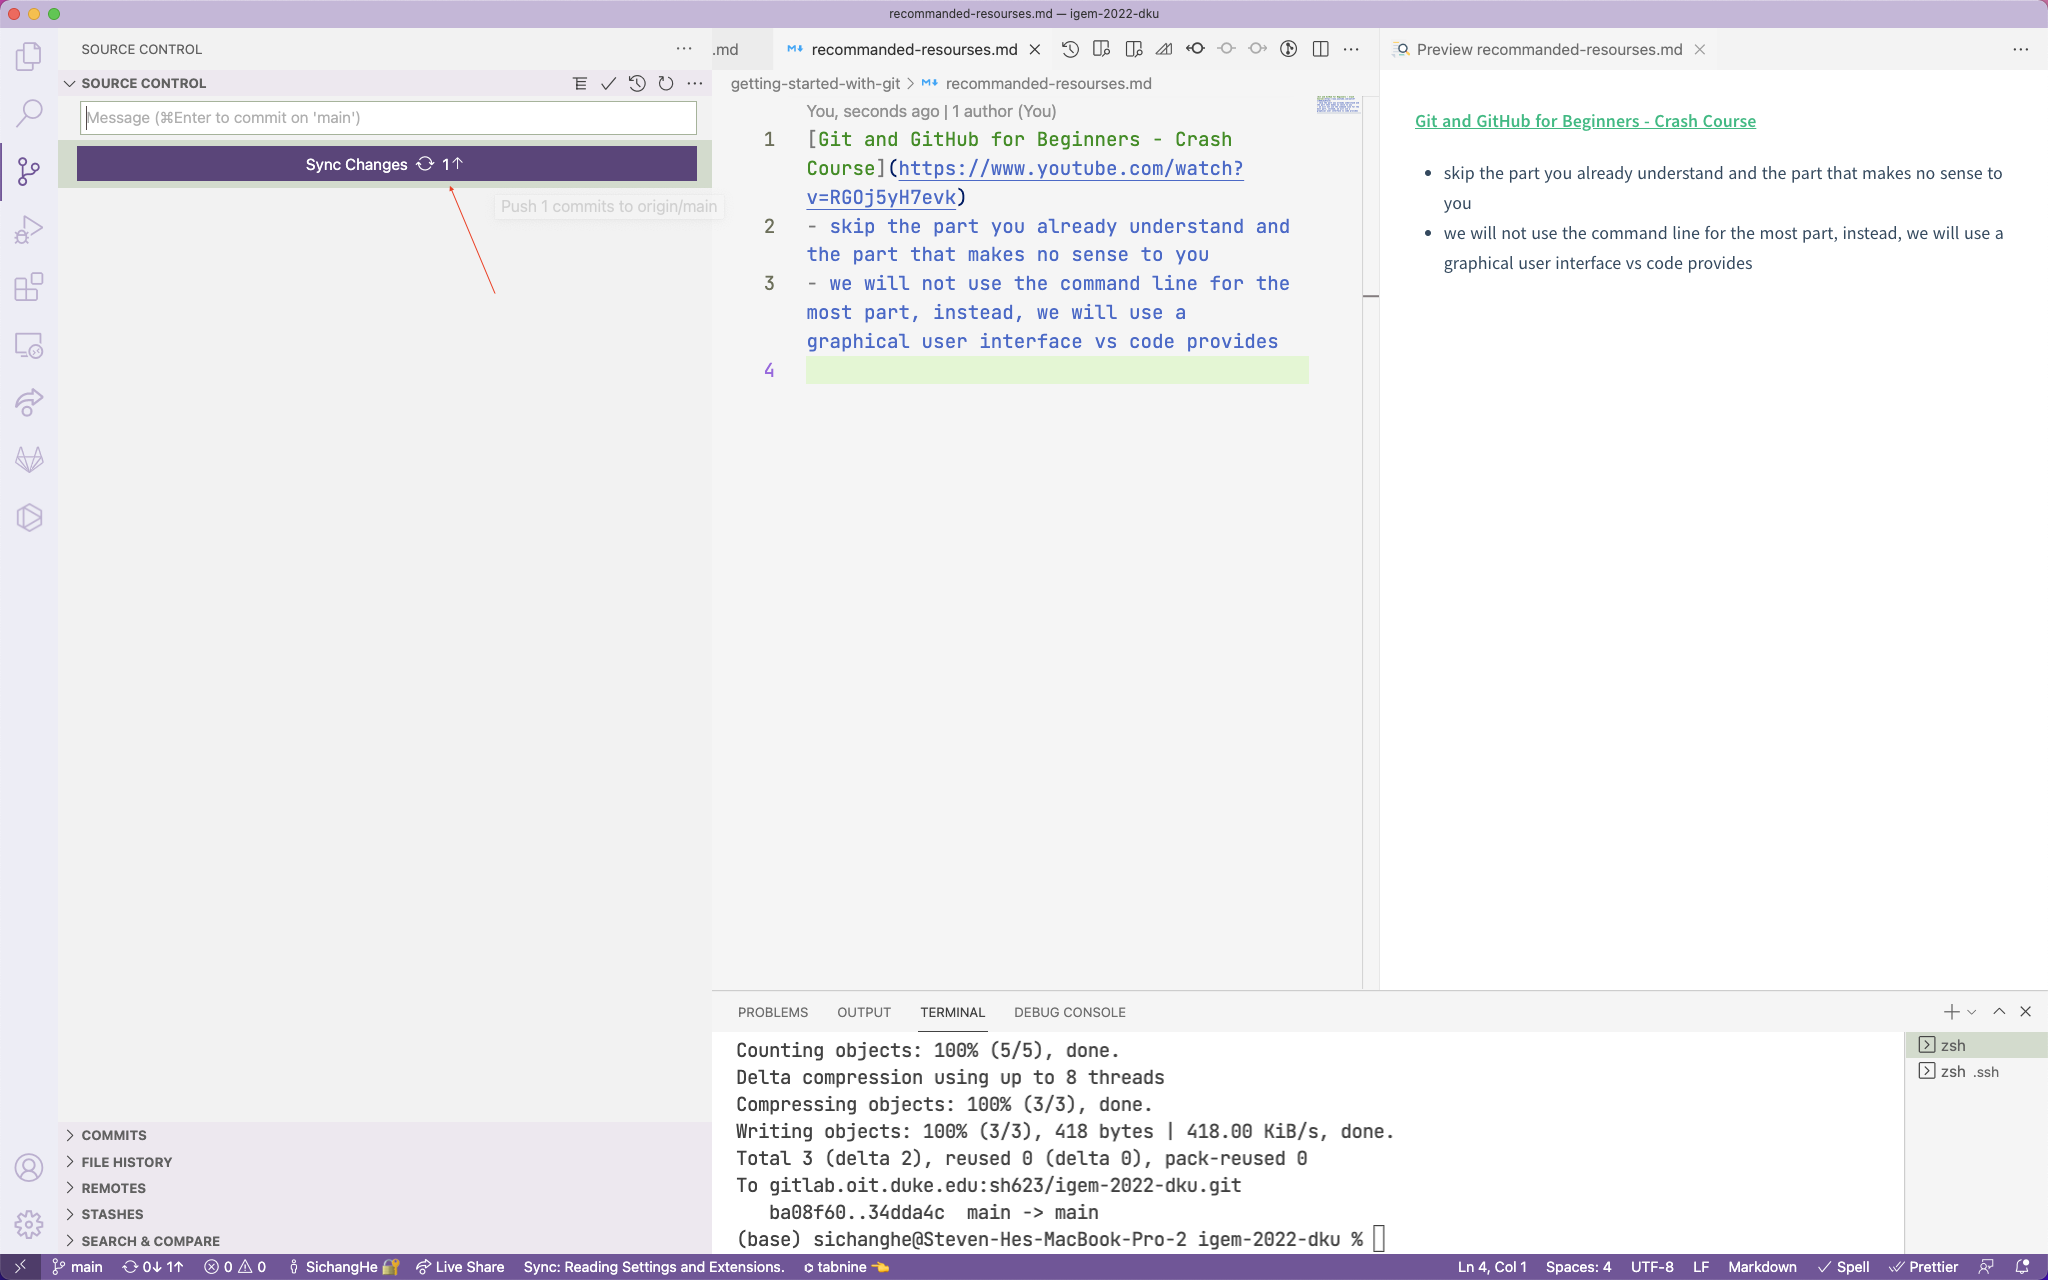 recommanded-resourses.md — igem-2022-dku
SOURCE CONTROL
SOURCE CONTROL
Message (⌘Enter to commit on 'main')
Sync Changes 1↑
Push 1 commits to origin/main
COMMITS
FILE HISTORY
REMOTES
STASHES
SEARCH & COMPARE
.md
recommanded-resourses.md
getting-started-with-git > recommanded-resourses.md
You, seconds ago | 1 author (You)
1 [Git and GitHub for Beginners - Crash
Course](https://www.youtube.com/watch?
v=RGOj5yH7evk)
2 - skip the part you already understand and
the part that makes no sense to you
3 - we will not use the command line for the
most part, instead, we will use a
graphical user interface vs code provides
4
Preview recommanded-resourses.md
Git and GitHub for Beginners - Crash Course
• skip the part you already understand and the part that makes no sense to
you
• we will not use the command line for the most part, instead, we will use a
graphical user interface vs code provides
PROBLEMS OUTPUT TERMINAL DEBUG CONSOLE
Counting objects: 100% (5/5), done.
Delta compression using up to 8 threads
Compressing objects: 100% (3/3), done.
Writing objects: 100% (3/3), 418 bytes | 418.00 KiB/s, done.
Total 3 (delta 2), reused 0 (delta 0), pack-reused 0
To gitlab.oit.duke.edu:sh623/igem-2022-dku.git
ba08f60..34dda4c main -> main
(base) sichanghe@Steven-Hes-MacBook-Pro-2 igem-2022-dku %
zsh
zsh .ssh
main 0↓ 1↑ 0 0 SichangHe Live Share Sync: Reading Settings and Extensions. tabnine Ln 4, Col 1 Spaces: 4 UTF-8 LF Markdown Spell Prettier